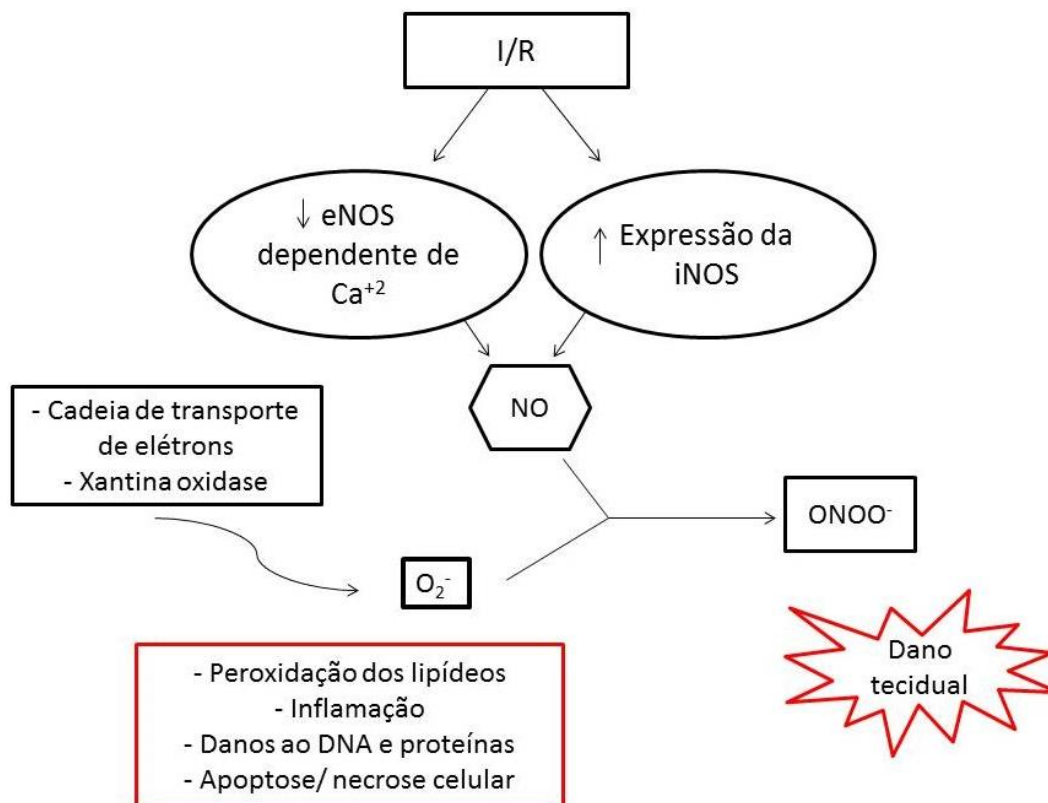 I/R
↓ eNOS
dependente de
Ca⁺²
↑ Expressão da
iNOS
NO
- Cadeia de transporte
de elétrons
- Xantina oxidase
ONOO⁻
O₂⁻
- Peroxidação dos lipídeos
- Inflamação
- Danos ao DNA e proteínas
- Apoptose/ necrose celular
Dano
tecidual